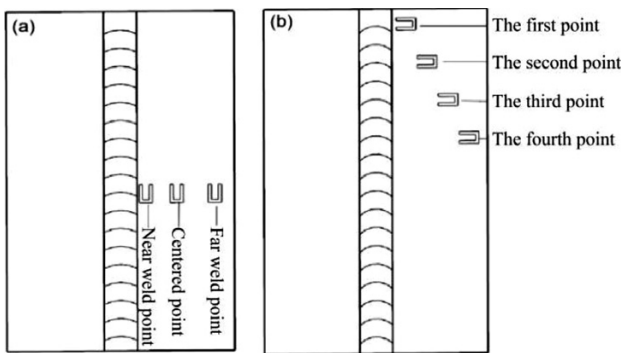 (a)
Near weld point
Centered point
Far weld point
(b)
The first point
The second point
The third point
The fourth point